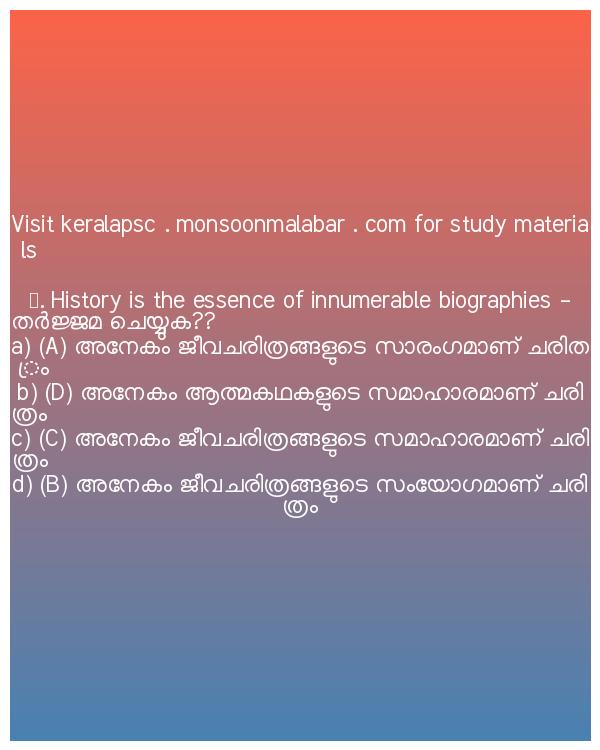 Visit keralapsc . monsoonmalabar . com for study materia
ls
. History is the essence of innumerable biographies –
തർജ്ജമ ചെയ്യുക??
a) (A) അനേകം ജീവചരിത്രങ്ങളുടെ സാരംഗമാണ് ചരിത
്രം
b) (D) അനേകം ആത്മകഥകളുടെ സമാഹാരമാണ് ചരി
ത്രം
c) (C) അനേകം ജീവചരിത്രങ്ങളുടെ സമാഹാരമാണ് ചരി
ത്രം
d) (B) അനേകം ജീവചരിത്രങ്ങളുടെ സംയോഗമാണ് ചരി
ത്രം